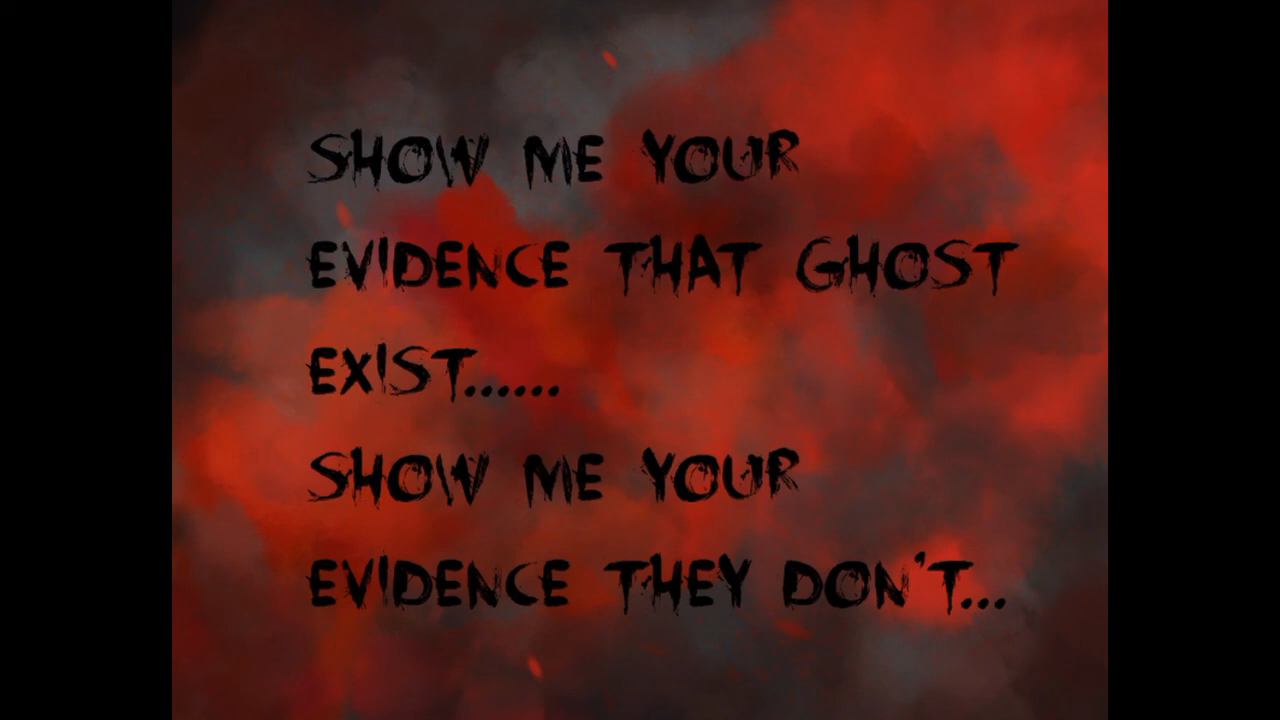 SHOW ME YOUR
EVIDENCE THAT GHOST
EXIST......
SHOW ME YOUR
EVIDENCE THEY DON'T...